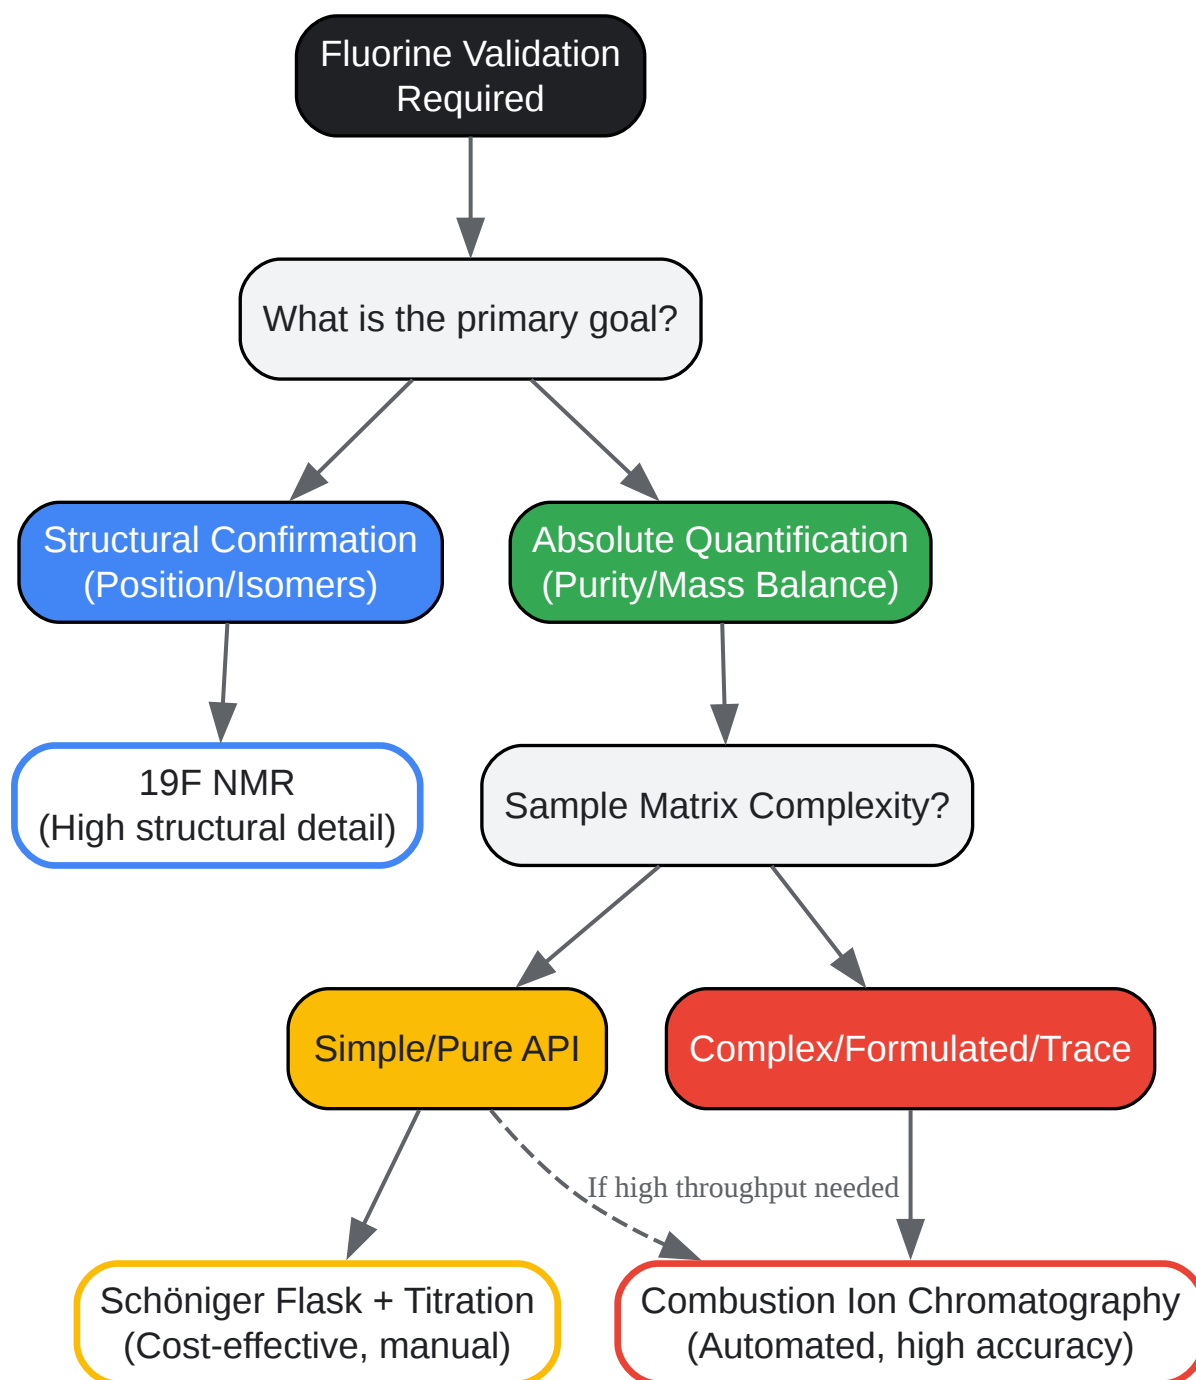 Fluorine Validation
Required
What is the primary goal?
Structural Confirmation
(Position/Isomers)
Absolute Quantification
(Purity/Mass Balance)
19F NMR
(High structural detail)
Sample Matrix Complexity?
Simple/Pure API
Complex/Formulated/Trace
If high throughput needed
Schöniger Flask + Titration
(Cost-effective, manual)
Combustion Ion Chromatography
(Automated, high accuracy)